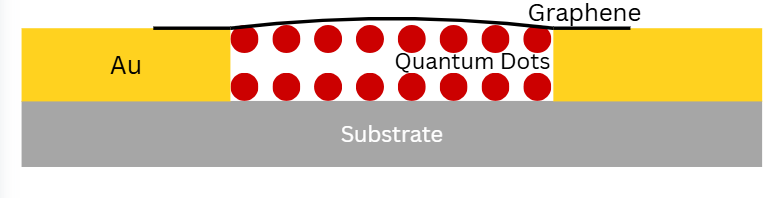 Graphene
Au
Quantum Dots
Substrate